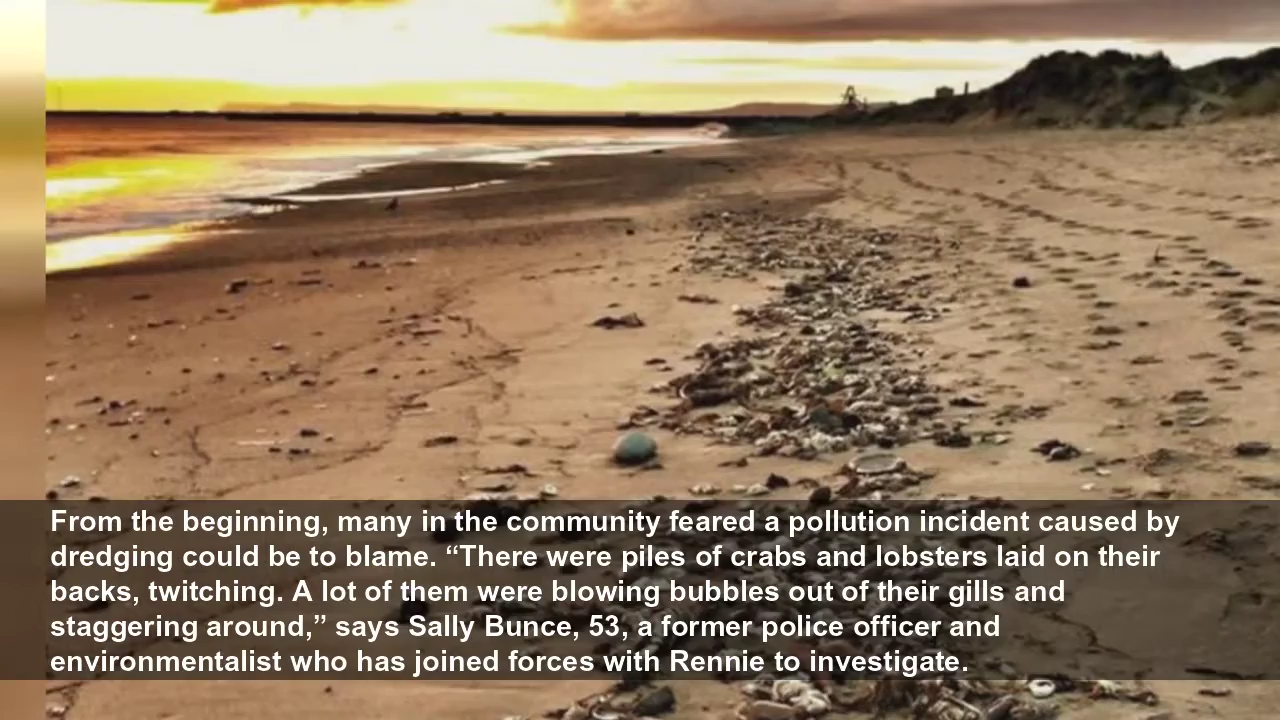 From the beginning, many in the community feared a pollution incident caused by
dredging could be to blame. “There were piles of crabs and lobsters laid on their
backs, twitching. A lot of them were blowing bubbles out of their gills and
staggering around,” says Sally Bunce, 53, a former police officer and
environmentalist who has joined forces with Rennie to investigate.